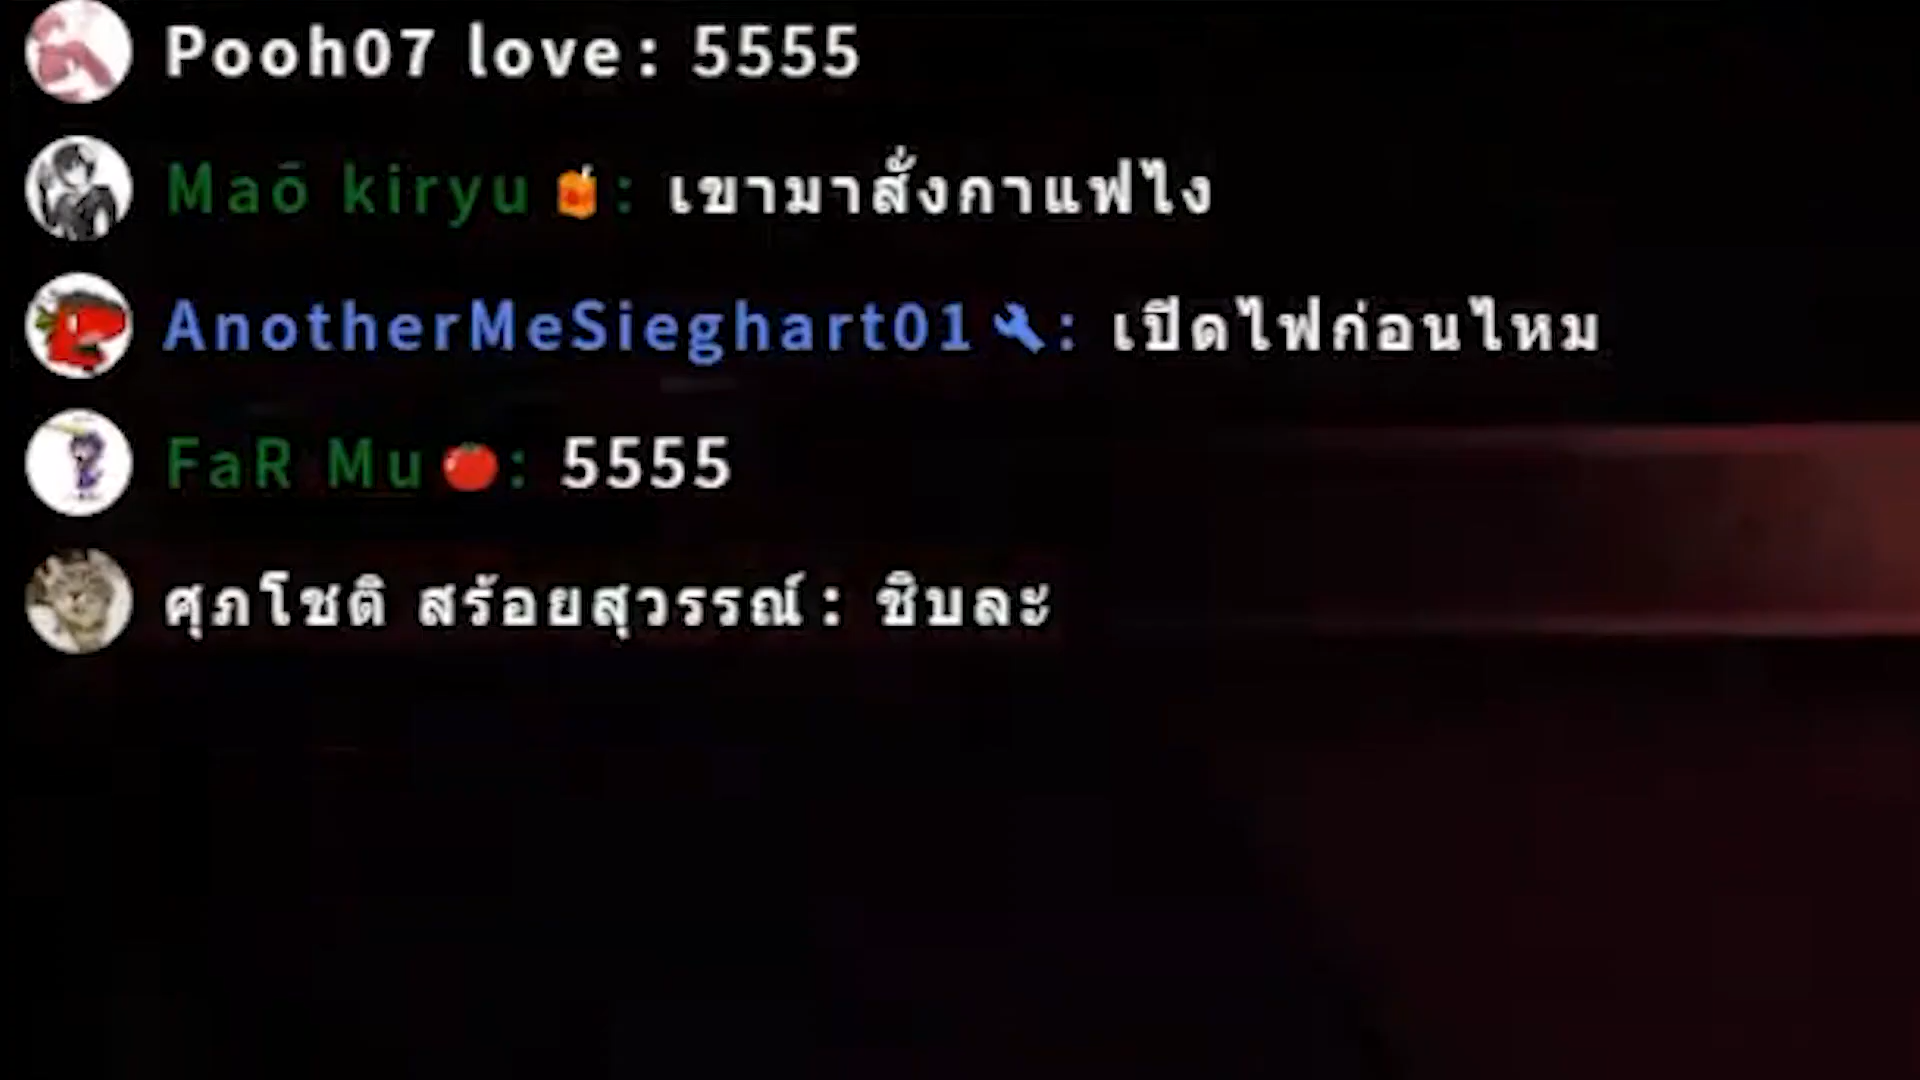 Pooh07 love: 5555
Maō kiryu: เขามาสั่งกาแฟไง
AnotherMeSieghart01: เปิดไฟก่อนไหม
FaR Mu: 5555
ศุภโชติ สร้อยสุวรรณ์: ชิบละ